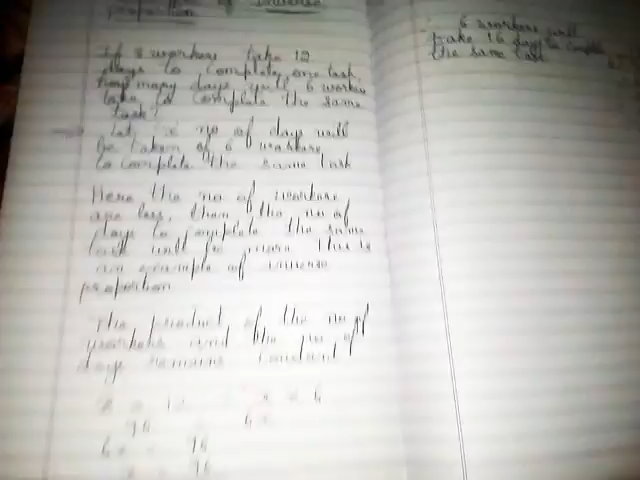 proportion of inverse
If 8 workers take 12
days to complete one task,
how many days will 6 workers
take to complete the same
task?
Let, x no of days will
be taken of 6 workers
to complete the same task
Here the no of workers
are less, then the no of
days to complete the same
task will be more. This is
an example of inverse
proportion
The product of the no of
workers and the no of
days remains constant
6 workers will
take 16 days to complete
the same task